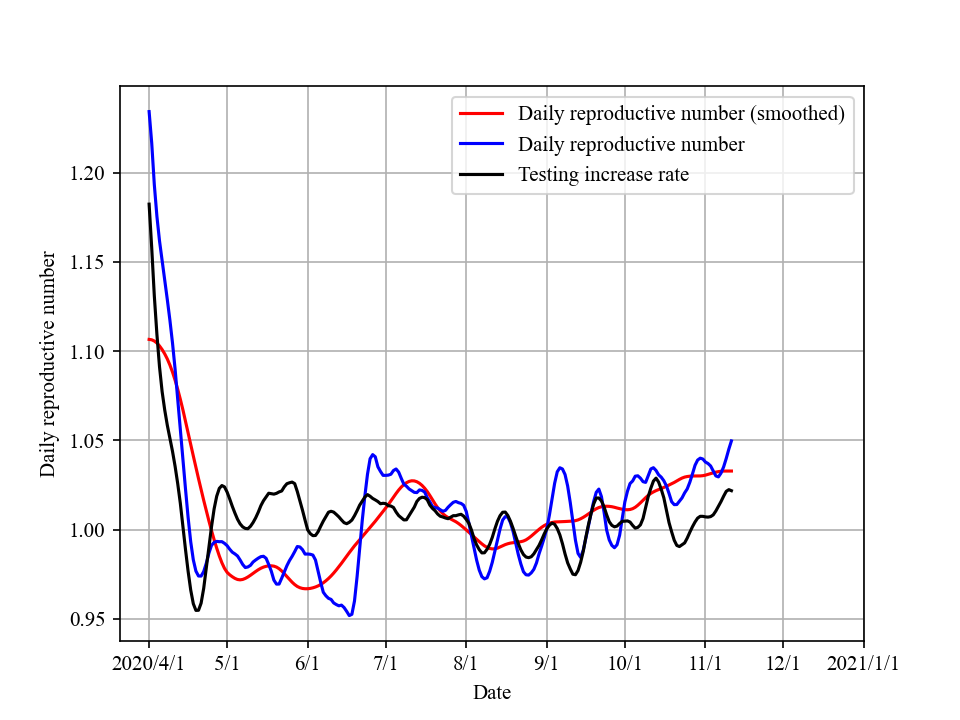 Daily reproductive number (smoothed)
Daily reproductive number
Testing increase rate
Daily reproductive number
1.20
1.15
1.10
1.05
1.00
0.95
2020/4/1 5/1 6/1 7/1 8/1 9/1 10/1 11/1 12/1 2021/1/1
Date